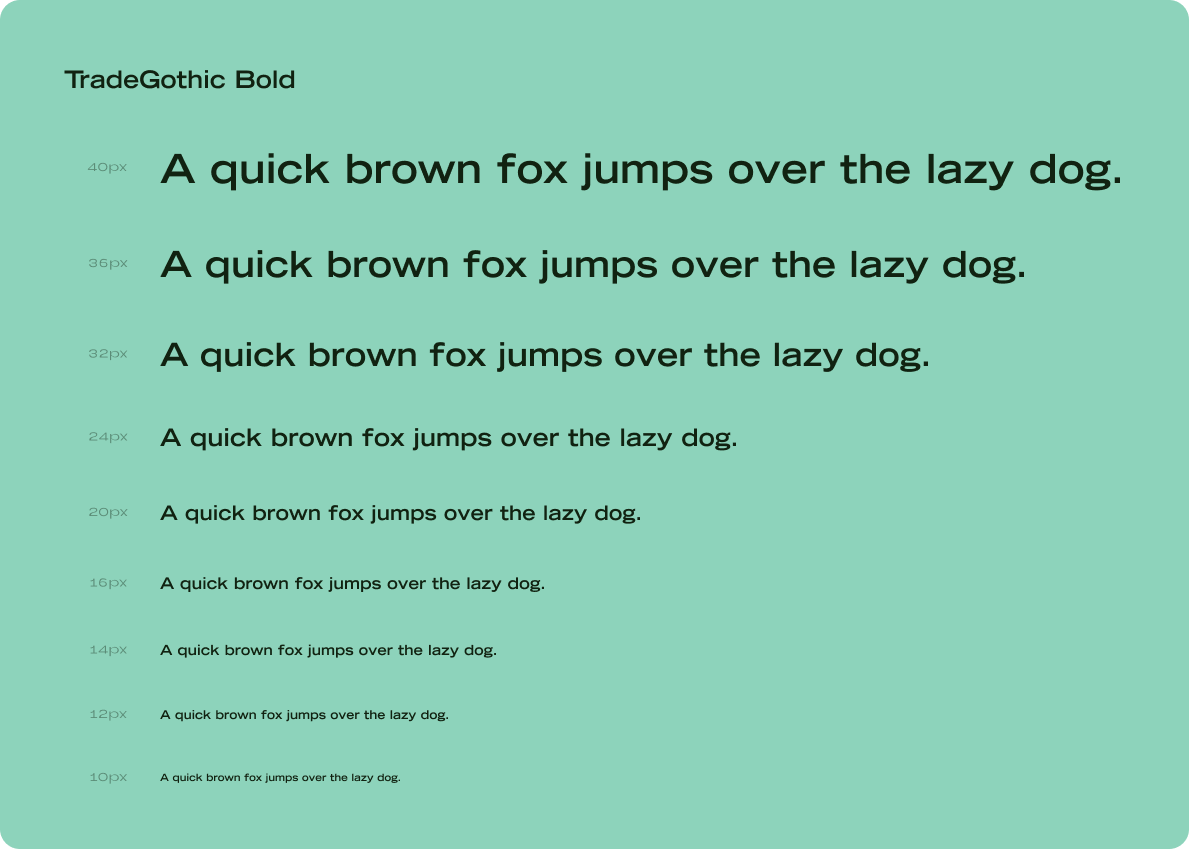 TradeGothic Bold
40px A quick brown fox jumps over the lazy dog.
36px A quick brown fox jumps over the lazy dog.
32px A quick brown fox jumps over the lazy dog.
24px A quick brown fox jumps over the lazy dog.
20px A quick brown fox jumps over the lazy dog.
16px A quick brown fox jumps over the lazy dog.
14px A quick brown fox jumps over the lazy dog.
12px A quick brown fox jumps over the lazy dog.
10px A quick brown fox jumps over the lazy dog.